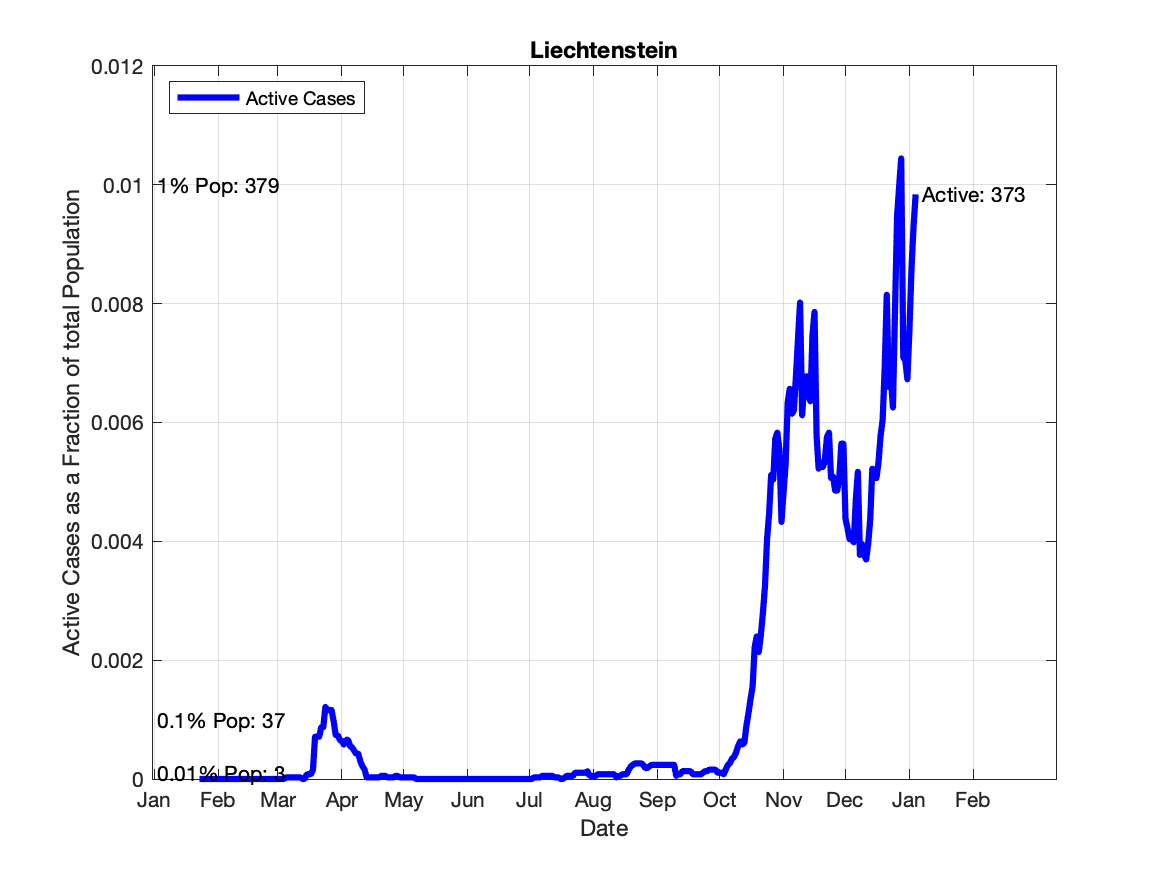 Liechtenstein
Active Cases
0.012
0.01
0.008
0.006
0.004
0.002
0
1% Pop: 379
0.1% Pop: 37
0.01% Pop: 3
Active: 373
Active Cases as a Fraction of total Population
Jan Feb Mar Apr May Jun Jul Aug Sep Oct Nov Dec Jan Feb
Date